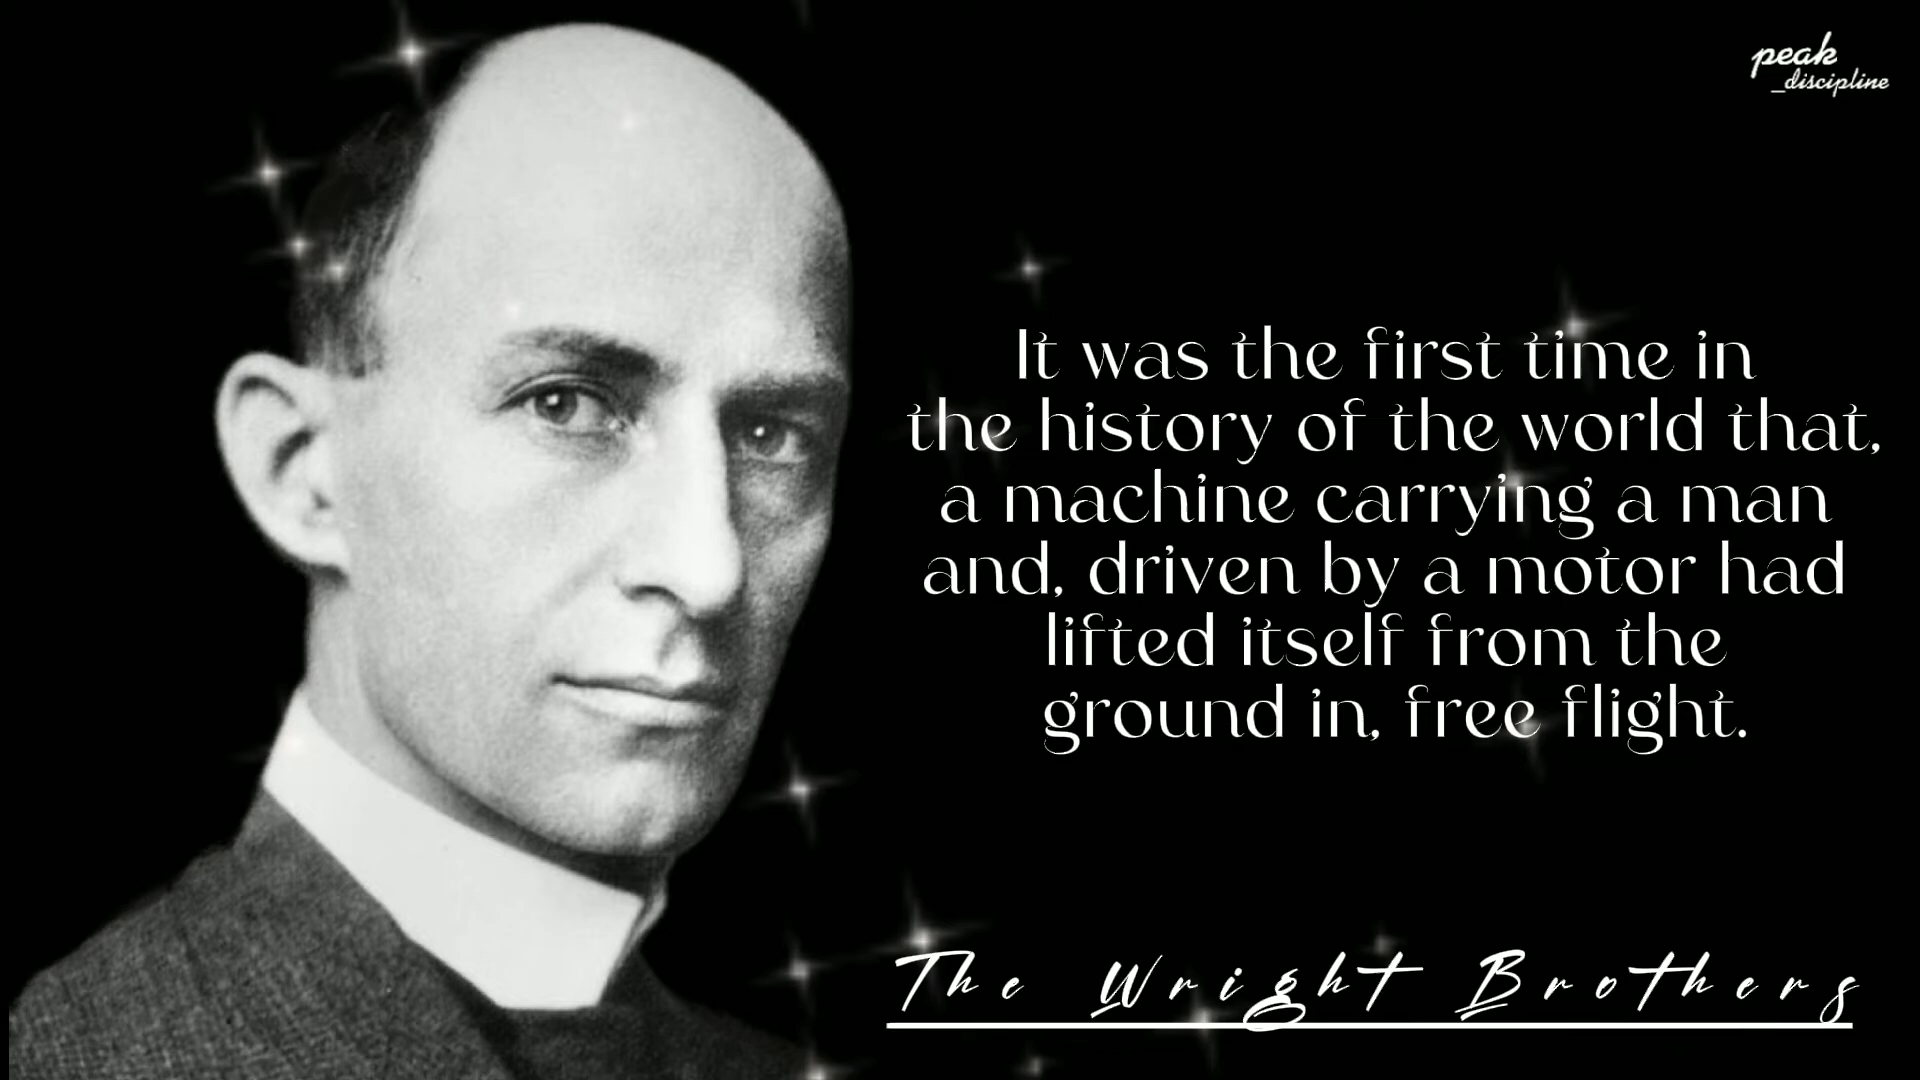 peak
_discipline
It was the first time in
the history of the world that,
a machine carrying a man
and, driven by a motor had
lifted itself from the
ground in, free flight.
The Wright Brothers